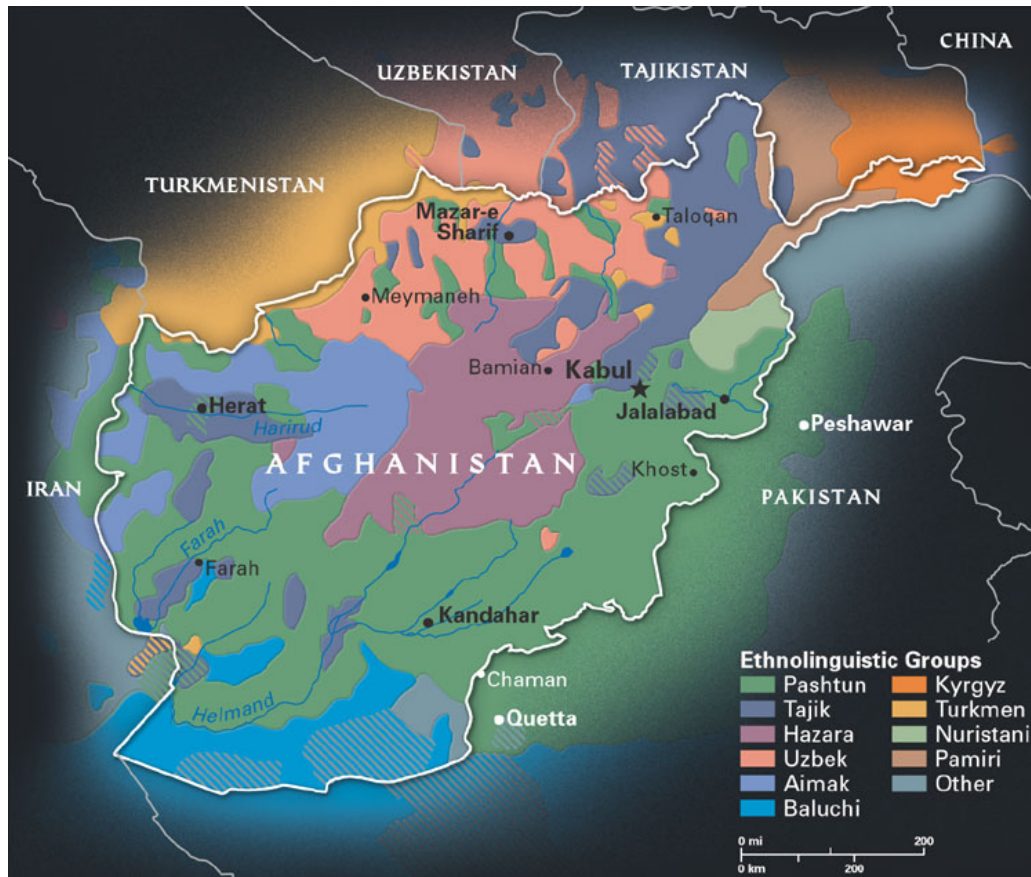 CHINA
UZBEKISTAN
TAJIKISTAN
TURKMENISTAN
Mazar-e
Sharif
Taloqan
Meymaneh
Bamian
Kabul
Herat
Harirud
Jalalabad
Peshawar
AFGHANISTAN
Khost
IRAN
PAKISTAN
Farah
Farah
Kandahar
Chaman
Helmand
Quetta
Ethnolinguistic Groups
Pashtun
Tajik
Hazara
Uzbek
Aimak
Baluchi
Kyrgyz
Turkmen
Nuristani
Pamiri
Other
0 mi 200
0 km 200